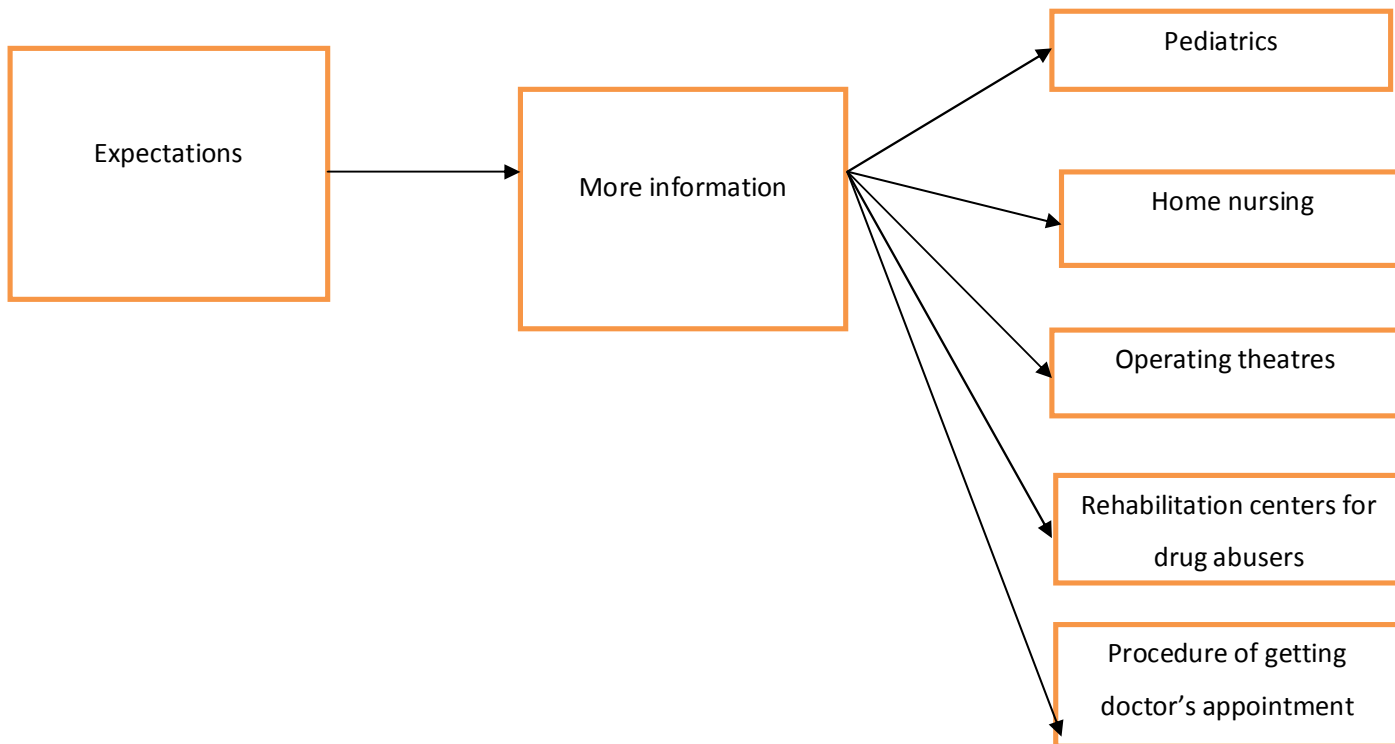 Expectations
More information
Pediatrics
Home nursing
Operating theatres
Rehabilitation centers for
drug abusers
Procedure of getting
doctor’s appointment